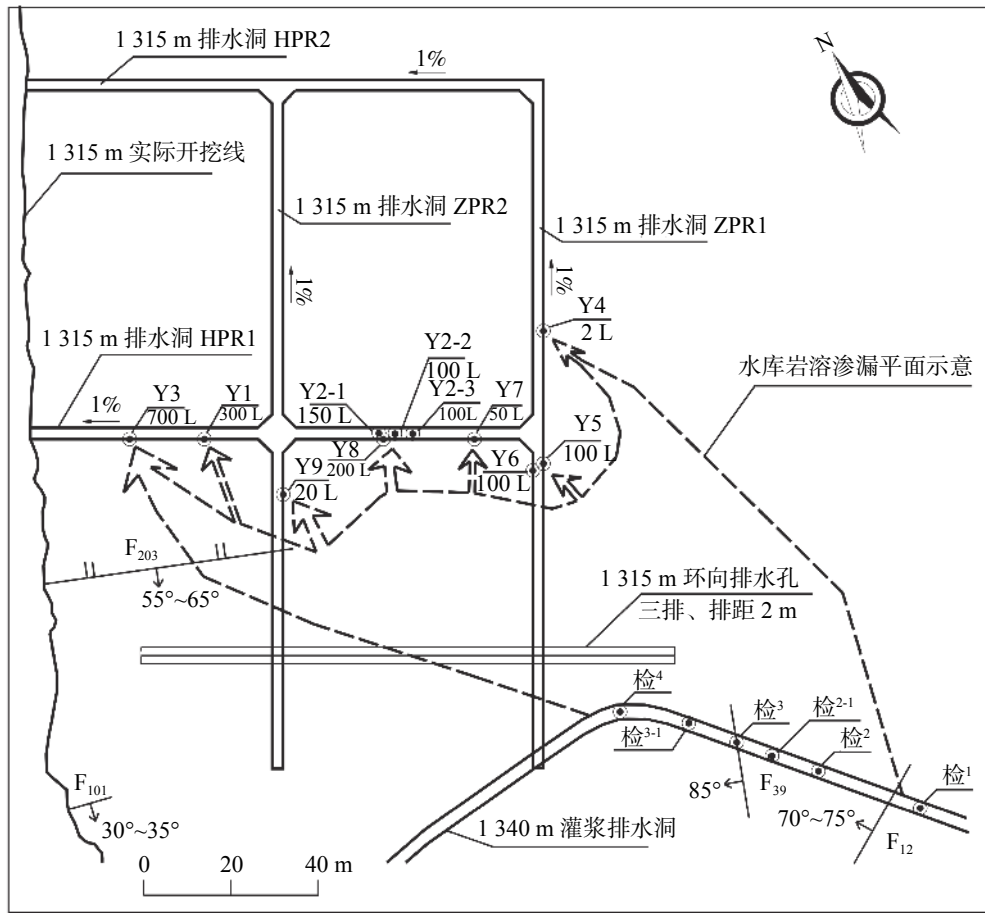 1 315 m 排水洞 HPR2
1%
N
1 315 m 实际开挖线
1 315 m 排水洞 ZPR2
1 315 m 排水洞 ZPR1
1%
1%
1 315 m 排水洞 HPR1
1%
Y3
700 L
Y1
300 L
Y2-1
150 L
Y2-2
100 L
Y2-3
100L
Y7
50 L
Y4
2 L
水库岩溶渗漏平面示意
Y8
200 L
Y9
20 L
Y6
100 L
Y5
100 L
F203
55°~65°
1 315 m 环向排水孔
三排、排距 2 m
检4
检3-1
检3
检2-1
检2
检1
85°
F39
70°~75°
F12
F101
30°~35°
1 340 m 灌浆排水洞
0 20 40 m